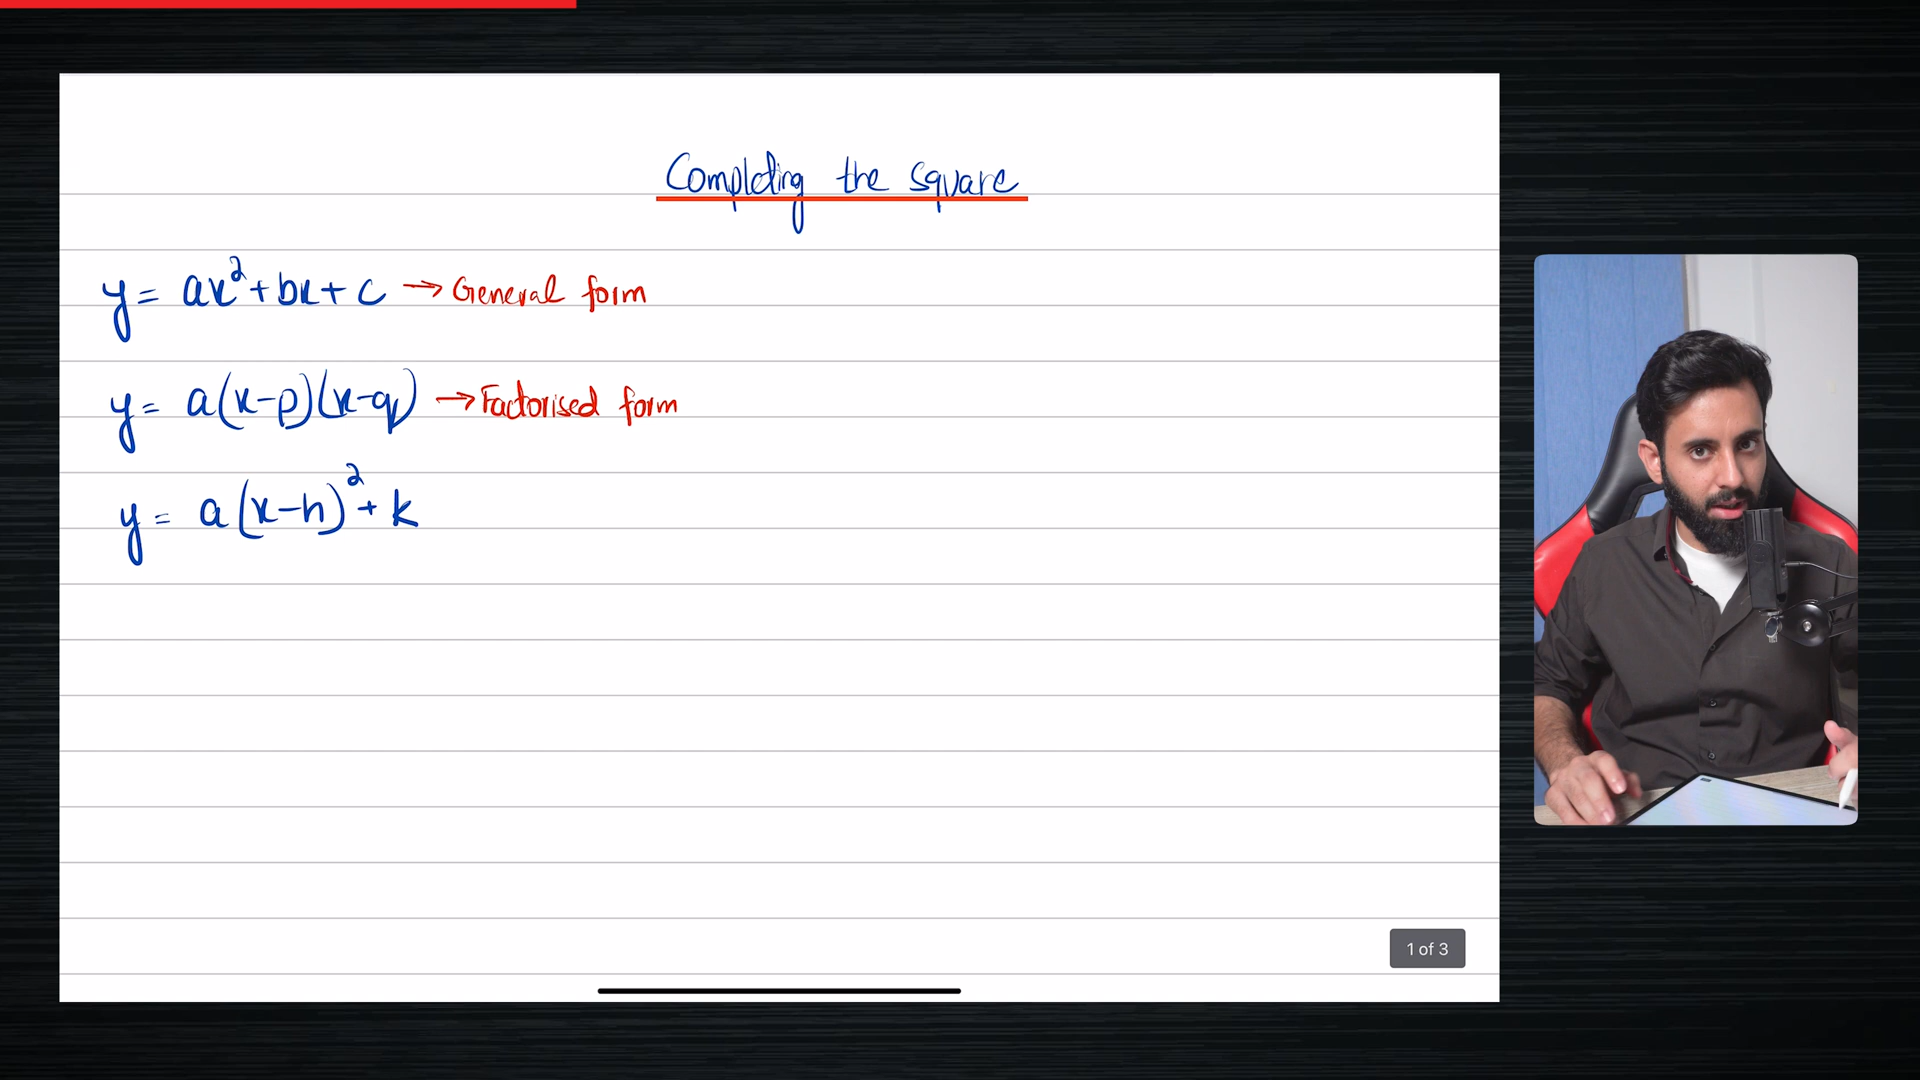 Completing the square
y = ax² + bx + c → General form
y = a(x-p)(x-q) → Factorised form
y = a(x-h)² + k
1 of 3